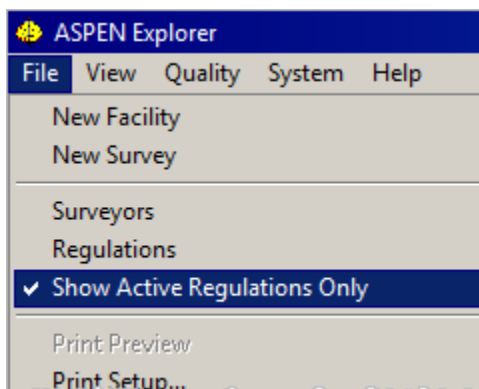 ASPEN Explorer
File View Quality System Help
New Facility
New Survey
Surveyors
Regulations
Show Active Regulations Only
Print Preview
Print Setup...